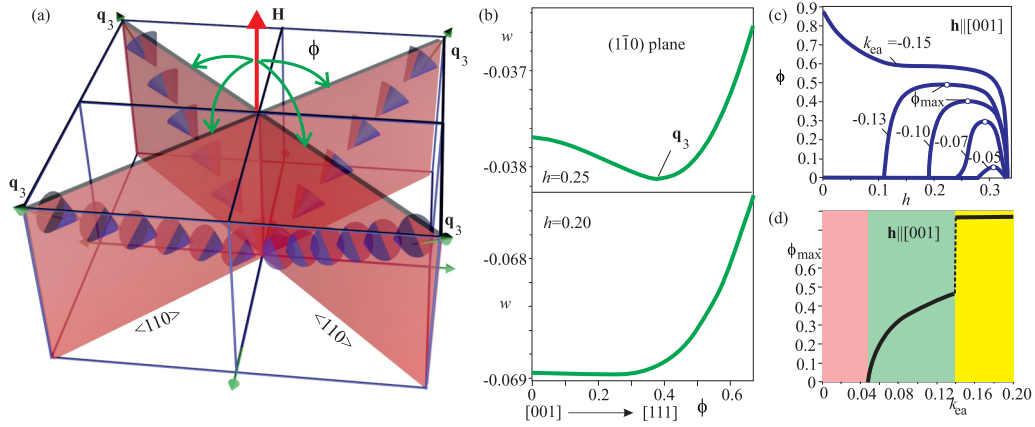 (a)
H
q3
q3
ϕ
q3
q3
<110>
<110>
(b)
w
(11̅0) plane
-0.037
q3
-0.038
h=0.25
h=0.20
-0.068
w
-0.069
0 0.2 0.4 0.6
[001] [111] ϕ
(c)
0.9
0.8
0.7
0.6
ϕ
0.5
0.4
0.3
0.2
0.1
0
h||[001]
kea =-0.15
ϕmax
-0.13
-0.10
-0.07
-0.05
0 0.1 0.2 0.3
h
(d)
h||[001]
ϕmax
0.5
0.4
0.3
0.2
0.1
0
0.0 0.04 0.08 0.12 0.16 0.20
kea